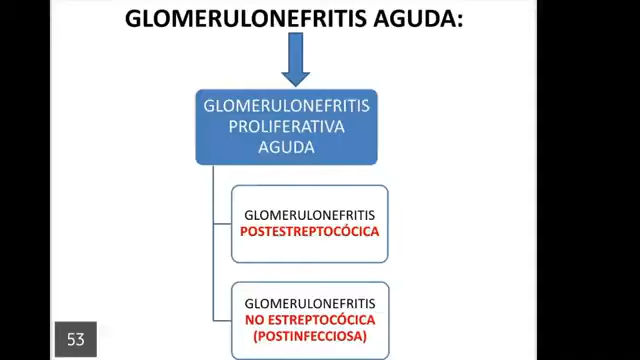 GLOMERULONEFRITIS AGUDA:
GLOMERULONEFRITIS
PROLIFERATIVA
AGUDA
GLOMERULONEFRITIS
POSTESTREPTOCÓCICA
GLOMERULONEFRITIS
NO ESTREPTOCÓCICA
(POSTINFECCIOSA)
53